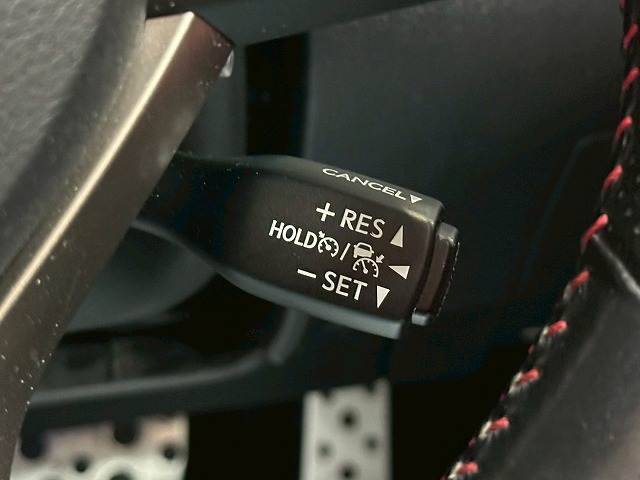 CANCEL▼
+ RES ▲
HOLD / ◀
− SET ▼